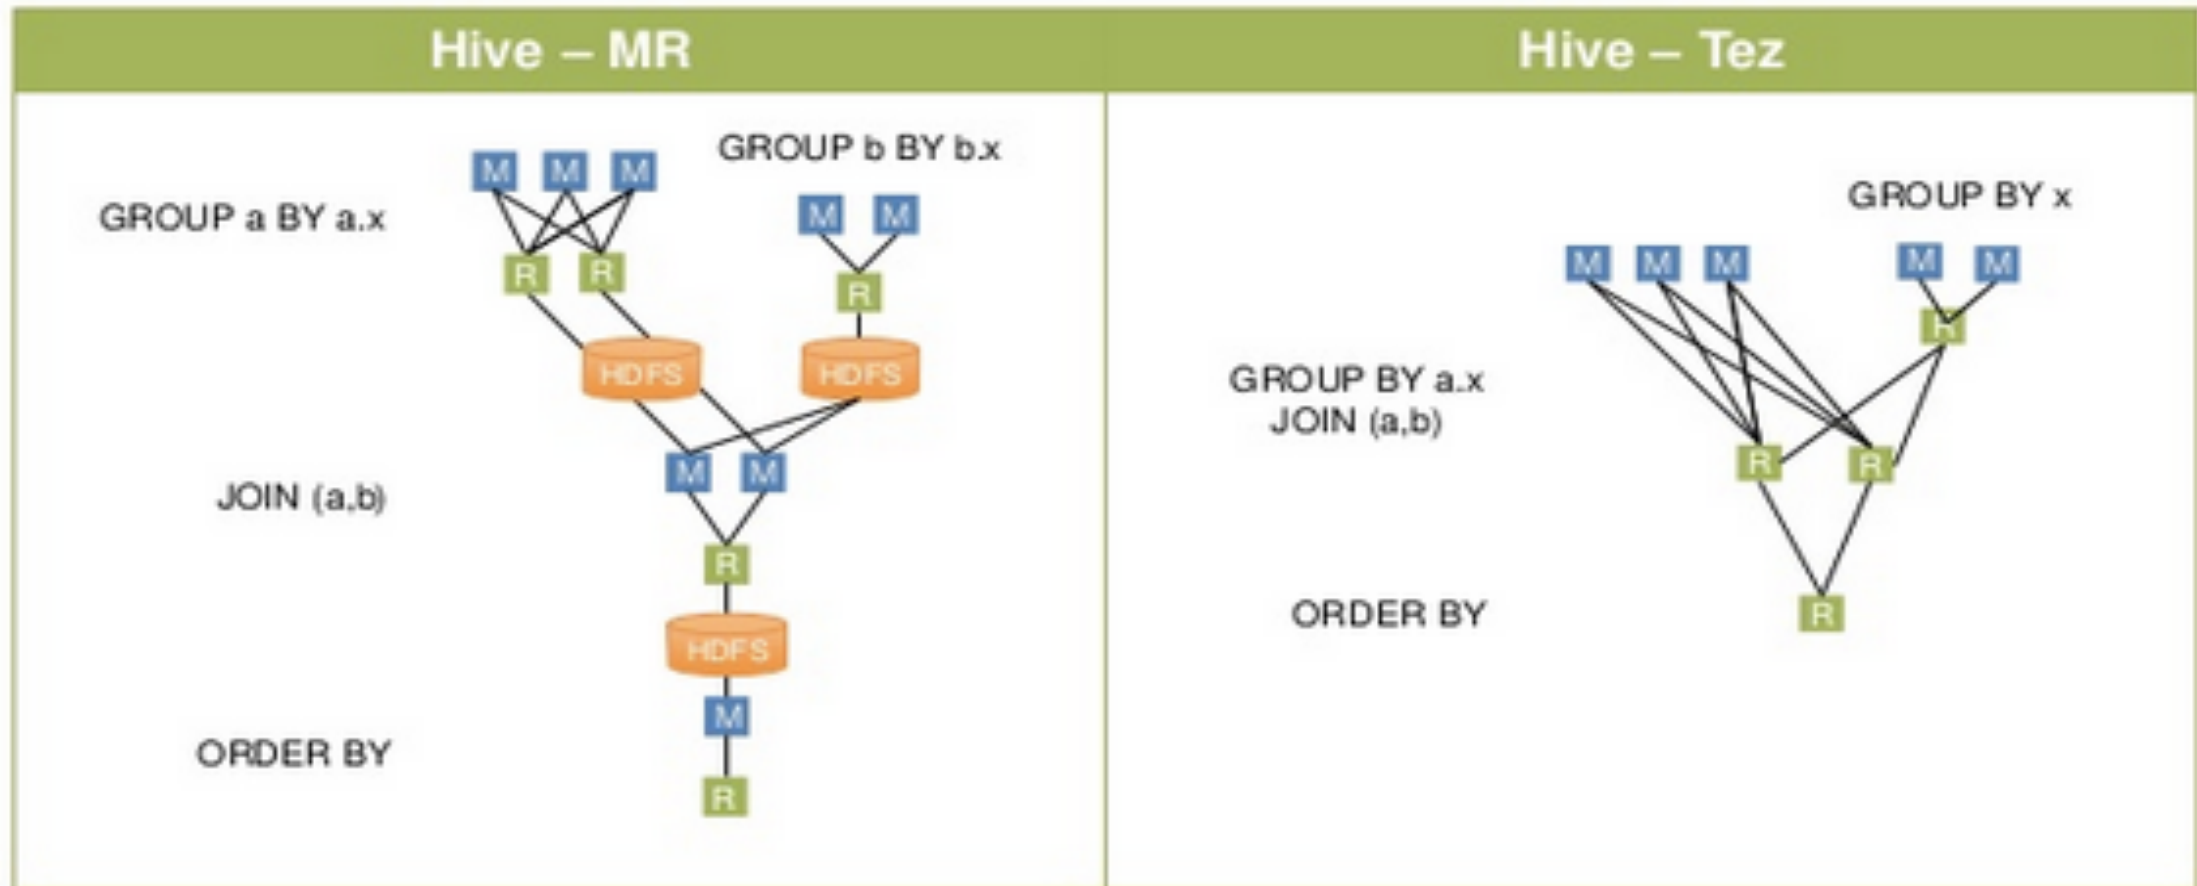 Hive – MR
GROUP b BY b.x
M M M
GROUP a BY a.x
M M
R R
R
HDFS HDFS
M M
JOIN (a,b)
R
HDFS
M
ORDER BY
R
Hive – Tez
GROUP BY x
M M M M M
R
GROUP BY a.x
JOIN (a,b)
R R
ORDER BY
R